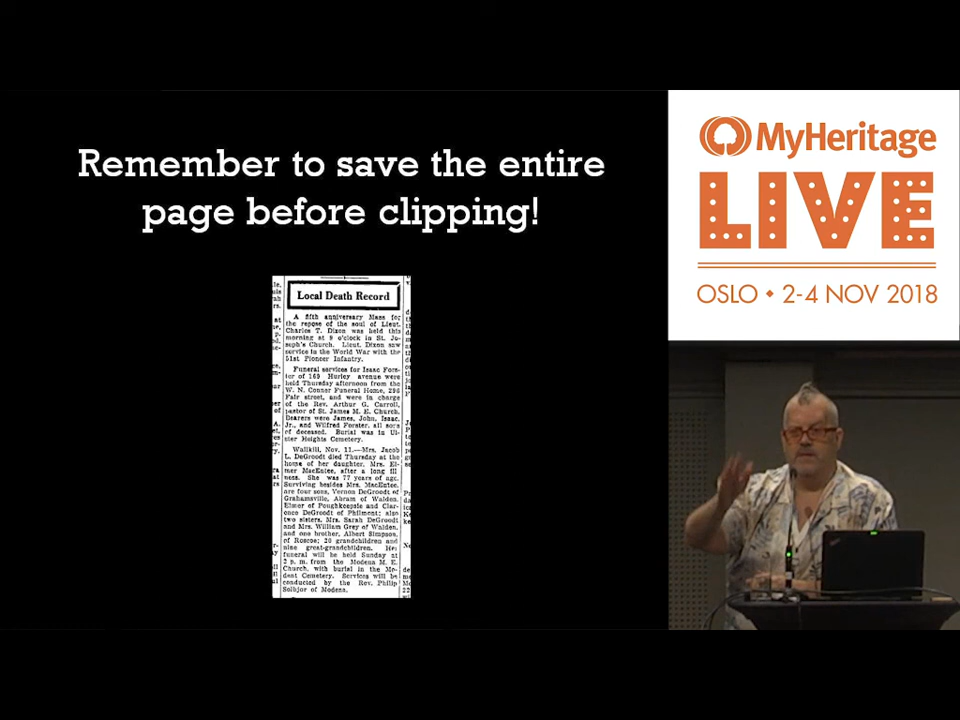 Remember to save the entire
page before clipping!
MyHeritage
LIVE
OSLO • 2-4 NOV 2018
Local Death Record
A fifth anniversary Mass for
the repose of the soul of Lieut.
Charles T. Dixon was held this
morning at 9 o'clock in St. Jo-
seph's Church. Lieut. Dixon saw
service in the World War with the
51st Pioneer Infantry.
Funeral services for Isaac Fors-
ter of 169 Hurley avenue were
held Thursday afternoon from the
W. N. Conner Funeral Home, 296
Fair street, and were in charge
of the Rev. Arthur G. Carroll,
pastor of St. James M. E. Church.
Bearers were James, John, Isaac,
Jr., and Wilfred Forster, all sons
of deceased. Burial was in Ul-
ster Heights Cemetery.
Wallkill, Nov. 11.—Mrs. Jacob
L. DeGroodt died Thursday at the
home of her daughter, Mrs. El-
mer MacEntee, after a long ill
ness. She was 77 years of age.
Surviving besides Mrs. MacEntee,
are four sons, Vernon DeGroodt of
Grahamsville, Abram of Walden,
Elmer of Poughkeepsie and Clar-
ence DeGroodt of Philmont; also
two sisters, Mrs. Sarah DeGroodt
and Mrs. William Grey of Walden,
and one brother, Albert Simpson,
of Roscoe; 20 grandchildren and
nine great-grandchildren. Her
funeral will be held Sunday at
2 p. m. from the Modena M. E.
Church, with burial in the Mo-
dent Cemetery. Services will be
conducted by the Rev. Philip
Solbjor of Modena.